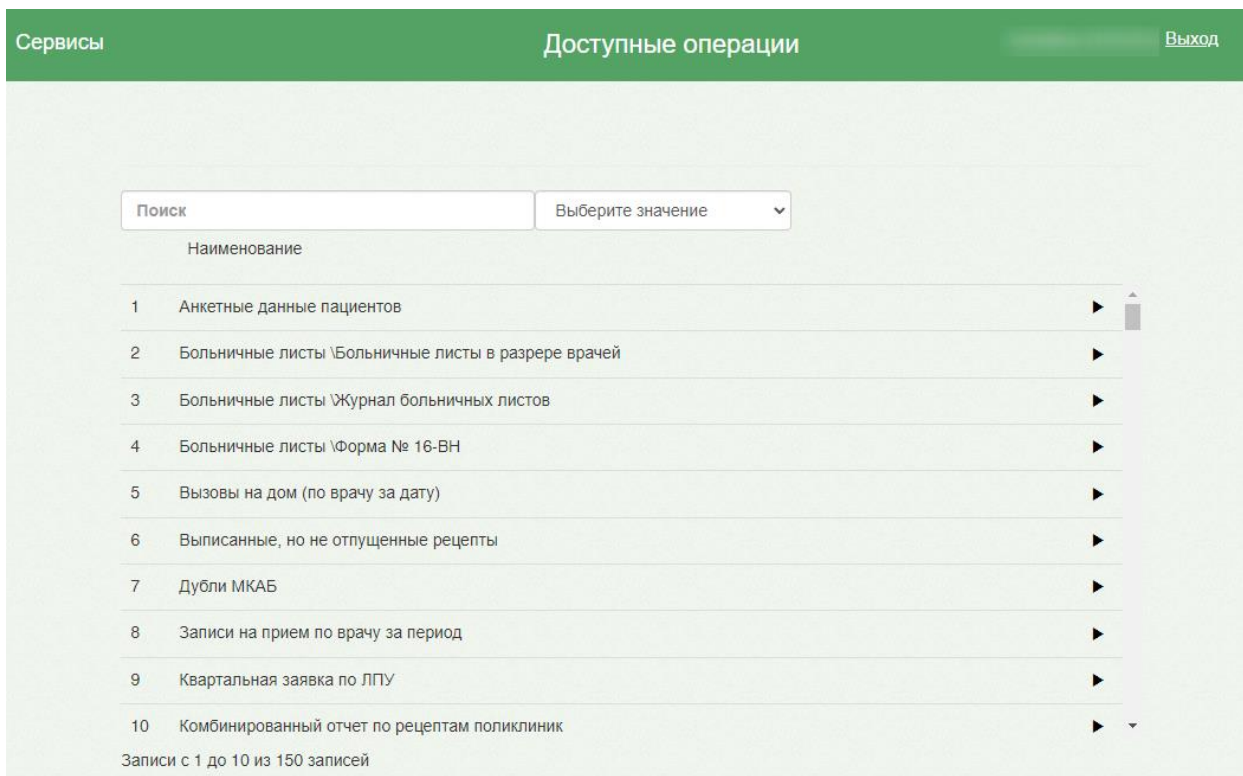 Сервисы Доступные операции Выход
Поиск Выберите значение
Наименование
1 Анкетные данные пациентов
2 Больничные листы \Больничные листы в разрере врачей
3 Больничные листы \Журнал больничных листов
4 Больничные листы \Форма № 16-ВН
5 Вызовы на дом (по врачу за дату)
6 Выписанные, но не отпущенные рецепты
7 Дубли МКАБ
8 Записи на прием по врачу за период
9 Квартальная заявка по ЛПУ
10 Комбинированный отчет по рецептам поликлиник
Записи с 1 до 10 из 150 записей